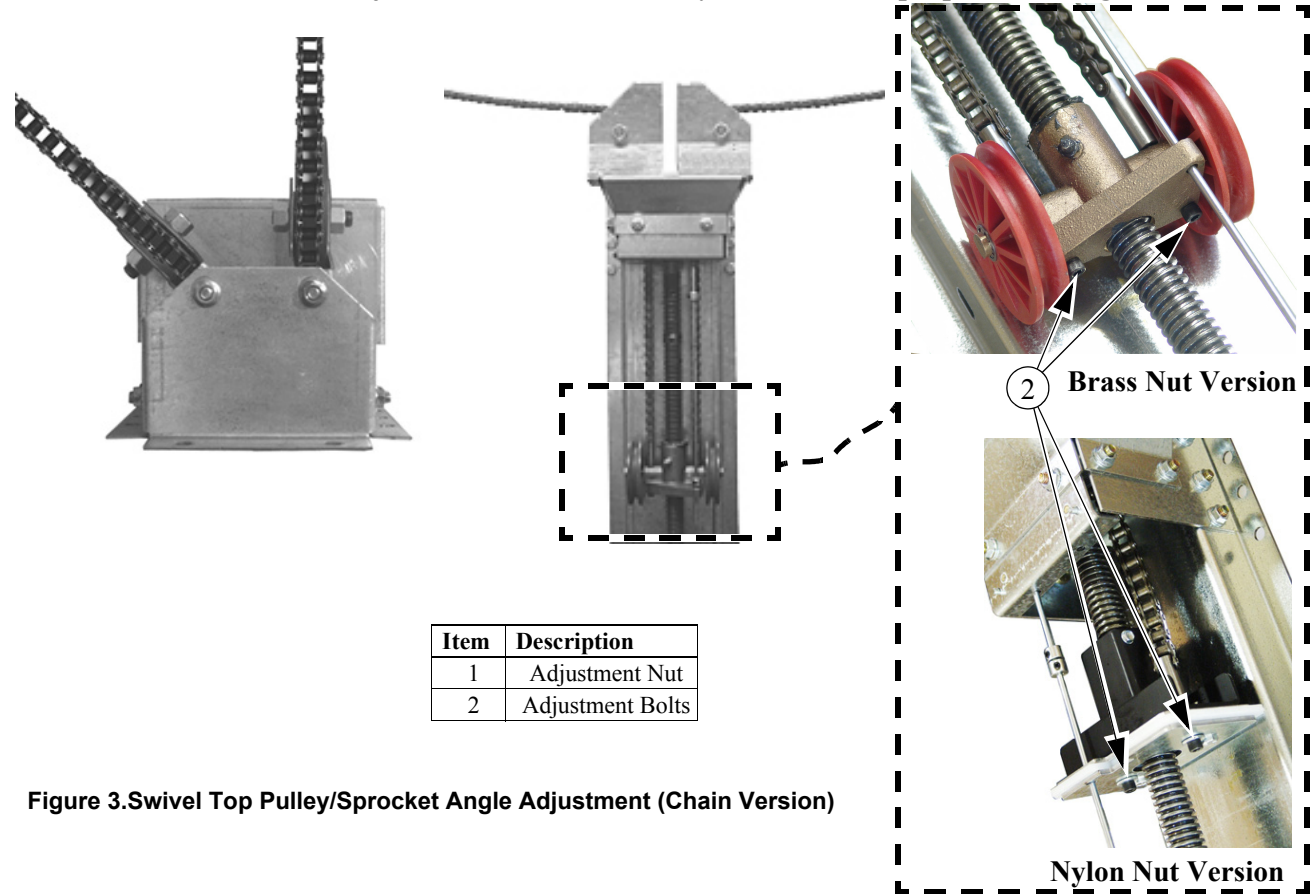 2
Brass Nut Version
Item Description
1 Adjustment Nut
2 Adjustment Bolts
Figure 3.Swivel Top Pulley/Sprocket Angle Adjustment (Chain Version)
Nylon Nut Version